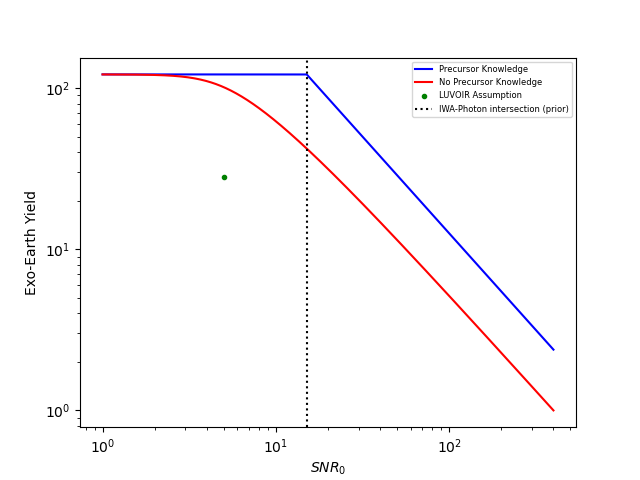 Precursor Knowledge
No Precursor Knowledge
LUVOIR Assumption
IWA-Photon intersection (prior)
Exo-Earth Yield
10²
10¹
10⁰
10⁰ 10¹ 10²
SNR₀